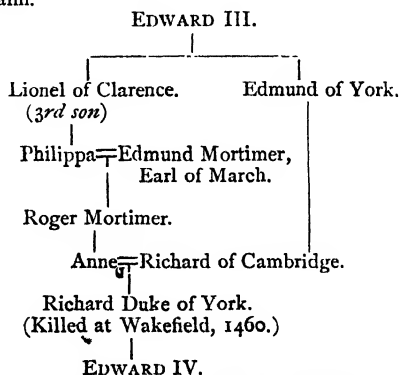 EDWARD III.
Lionel of Clarence. Edmund of York.
(3rd son)
Philippa Edmund Mortimer,
Earl of March.
Roger Mortimer.
Anne Richard of Cambridge.
Richard Duke of York.
(Killed at Wakefield, 1460.)
EDWARD IV.